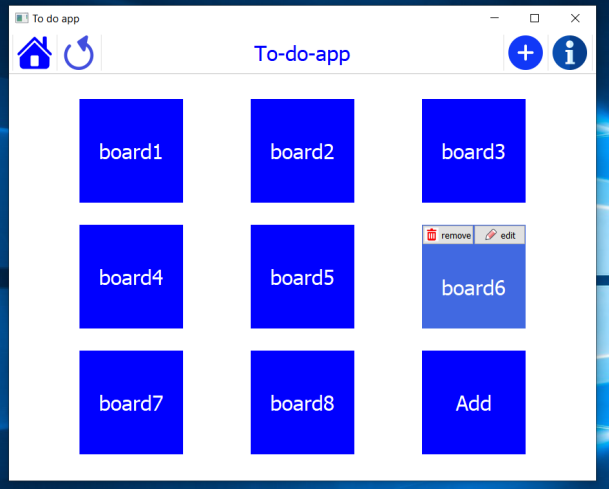 To do app
To-do-app
board1 board2 board3
remove edit
board4 board5 board6
board7 board8 Add